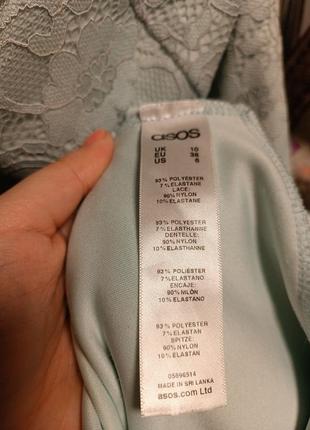 asos
UK 10
EU 38
US 6
93% POLYESTER
7% ELASTANE
LACE:
90% NYLON
10% ELASTANE
93% POLYESTER
7% ELASTHANNE
DENTELLE:
90% NYLON
10% ELASTHANNE
93% POLIÉSTER
7% ELASTANO
ENCAJE:
90% NILÓN
10% ELASTANO
93% POLYESTER
7% ELASTAN
SPITZE:
90% NYLON
10% ELASTAN
05896514
MADE IN SRI LANKA
asos.com Ltd